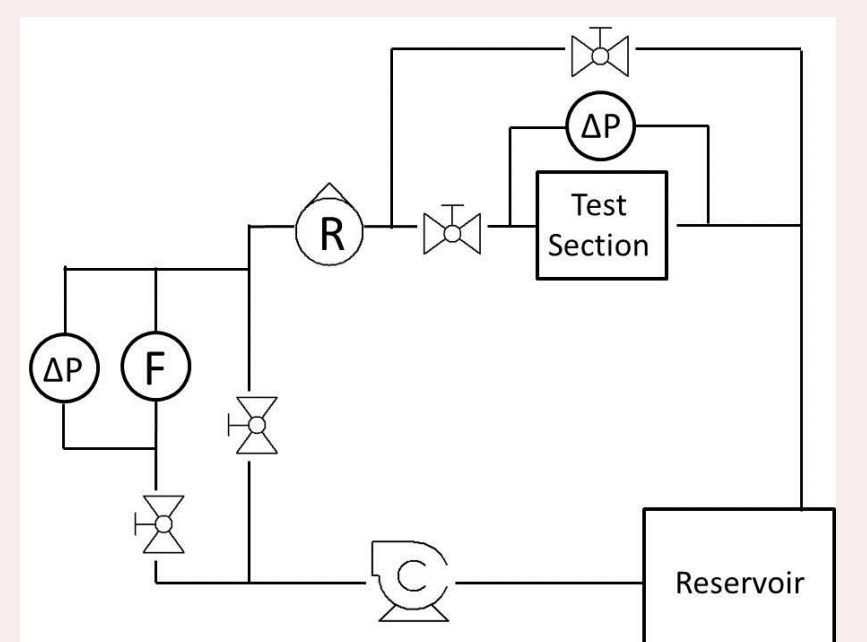 ΔP
R
Test
Section
ΔP
F
C
Reservoir